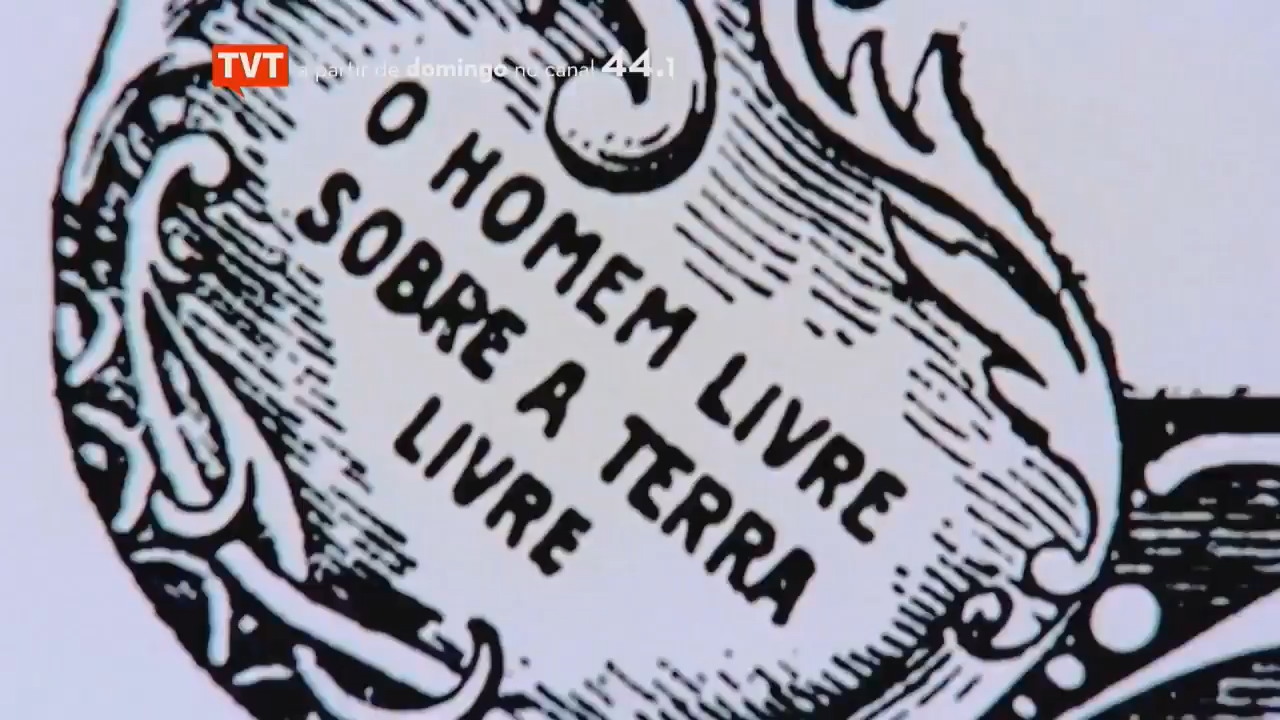 TVT a partir de domingo no canal 44.1
O HOMEM LIVRE
SOBRE A TERRA
LIVRE